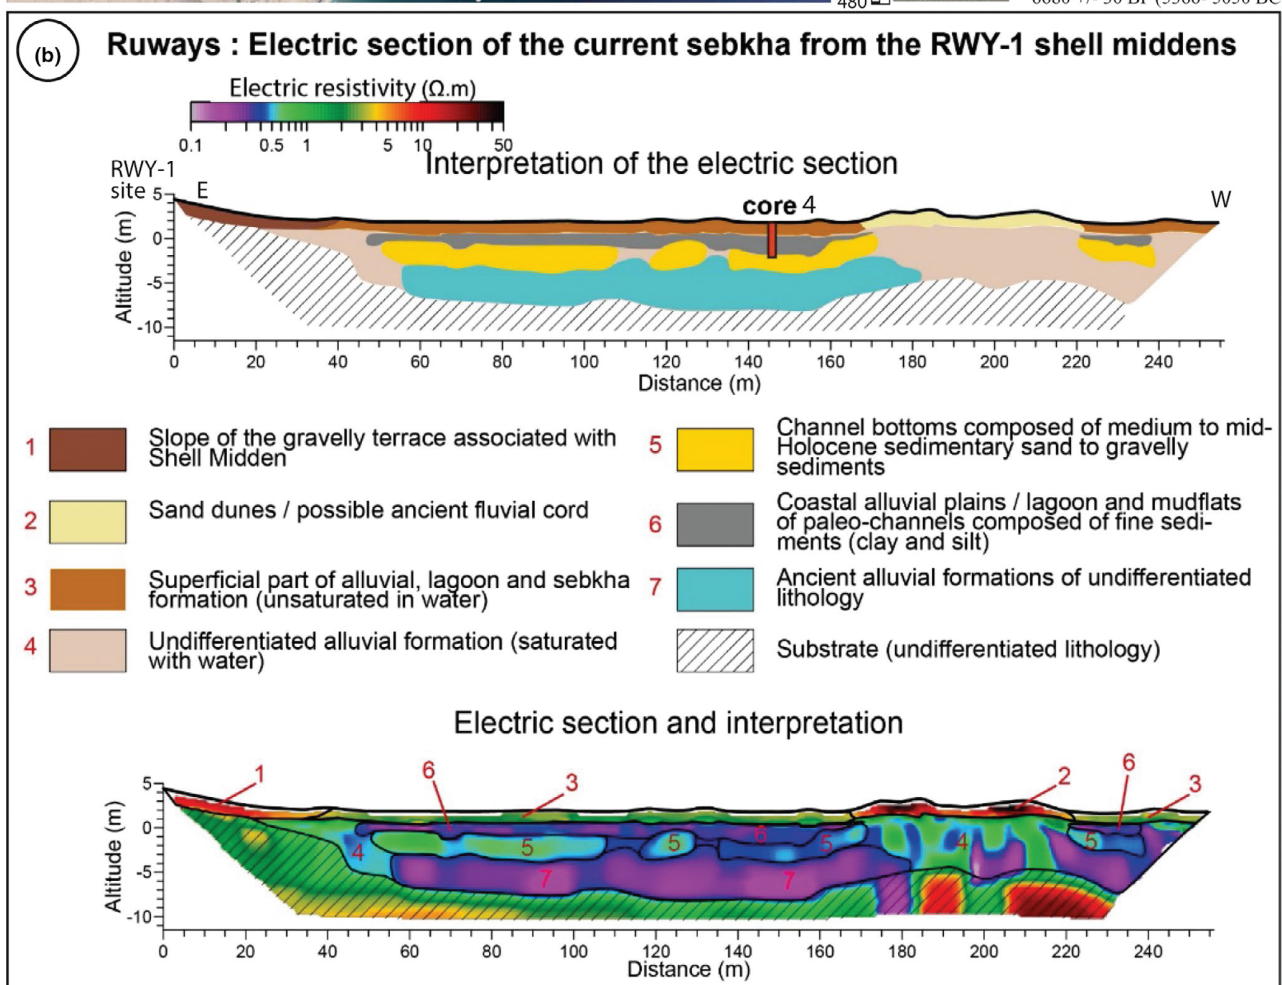 480
(b)
Ruways : Electric section of the current sebkha from the RWY-1 shell middens
Electric resistivity (Ω.m)
0.1 0.5 1 5 10 50
Interpretation of the electric section
RWY-1
site
E
W
core 4
Altitude (m)
5
0
-5
-10
0 20 40 60 80 100 120 140 160 180 200 220 240
Distance (m)
1 Slope of the gravelly terrace associated with
Shell Midden
2 Sand dunes / possible ancient fluvial cord
3 Superficial part of alluvial, lagoon and sebkha
formation (unsaturated in water)
4 Undifferentiated alluvial formation (saturated
with water)
5 Channel bottoms composed of medium to mid-
Holocene sedimentary sand to gravelly
sediments
6 Coastal alluvial plains / lagoon and mudflats
of paleo-channels composed of fine sedi-
ments (clay and silt)
7 Ancient alluvial formations of undifferentiated
lithology
Substrate (undifferentiated lithology)
Electric section and interpretation
1 6 3 2 6 3
4 5 5 6 5 4 5
7 7
Altitude (m)
5
0
-5
-10
0 20 40 60 80 100 120 140 160 180 200 220 240
Distance (m)